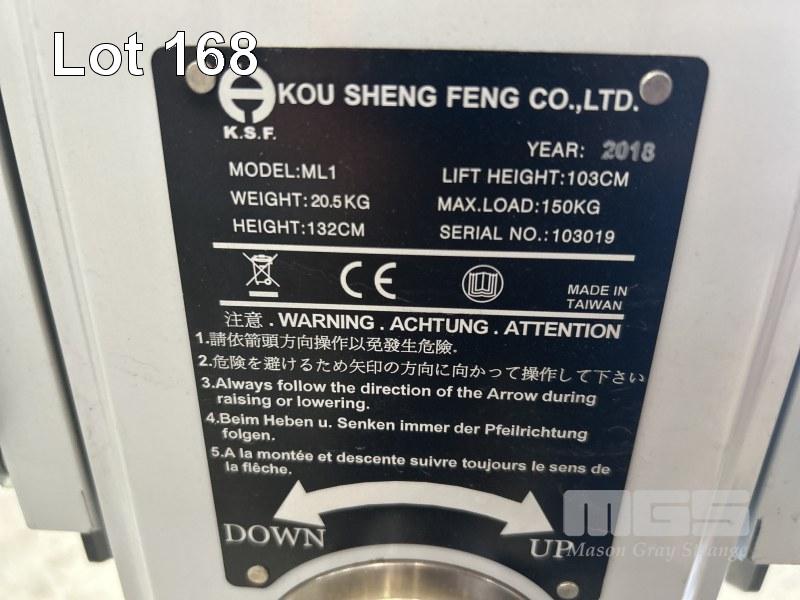 Lot 168
KOU SHENG FENG CO.,LTD.
K.S.F.
YEAR: 2018
MODEL:ML1
LIFT HEIGHT:103CM
WEIGHT:20.5KG
MAX.LOAD:150KG
HEIGHT:132CM
SERIAL NO.:103019
CE
MADE IN
TAIWAN
注意.WARNING.ACHTUNG.ATTENTION
1.請依箭頭方向操作以免發生危險.
2.危険を避けるため矢印の方向に向かって操作して下さい
3.Always follow the direction of the Arrow during
raising or lowering.
4.Beim Heben u. Senken immer der Pfeilrichtung
folgen.
5.A la montée et descente suivre toujours le sens de
la flêche.
DOWN
UP
MGS
Mason Gray Strange